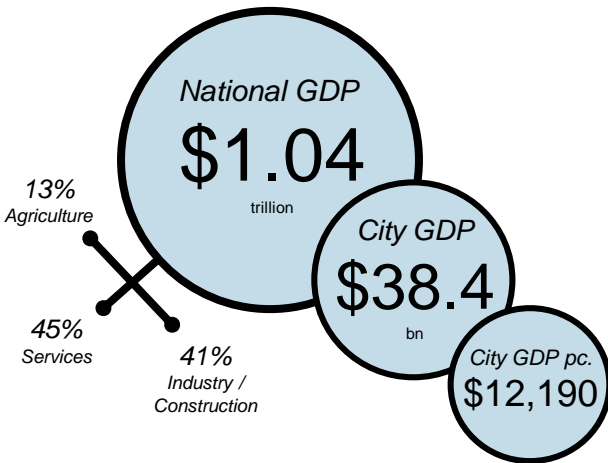 National GDP
$1.04
trillion
13%
Agriculture
City GDP
$38.4
bn
45%
Services
41%
Industry /
Construction
City GDP pc.
$12,190